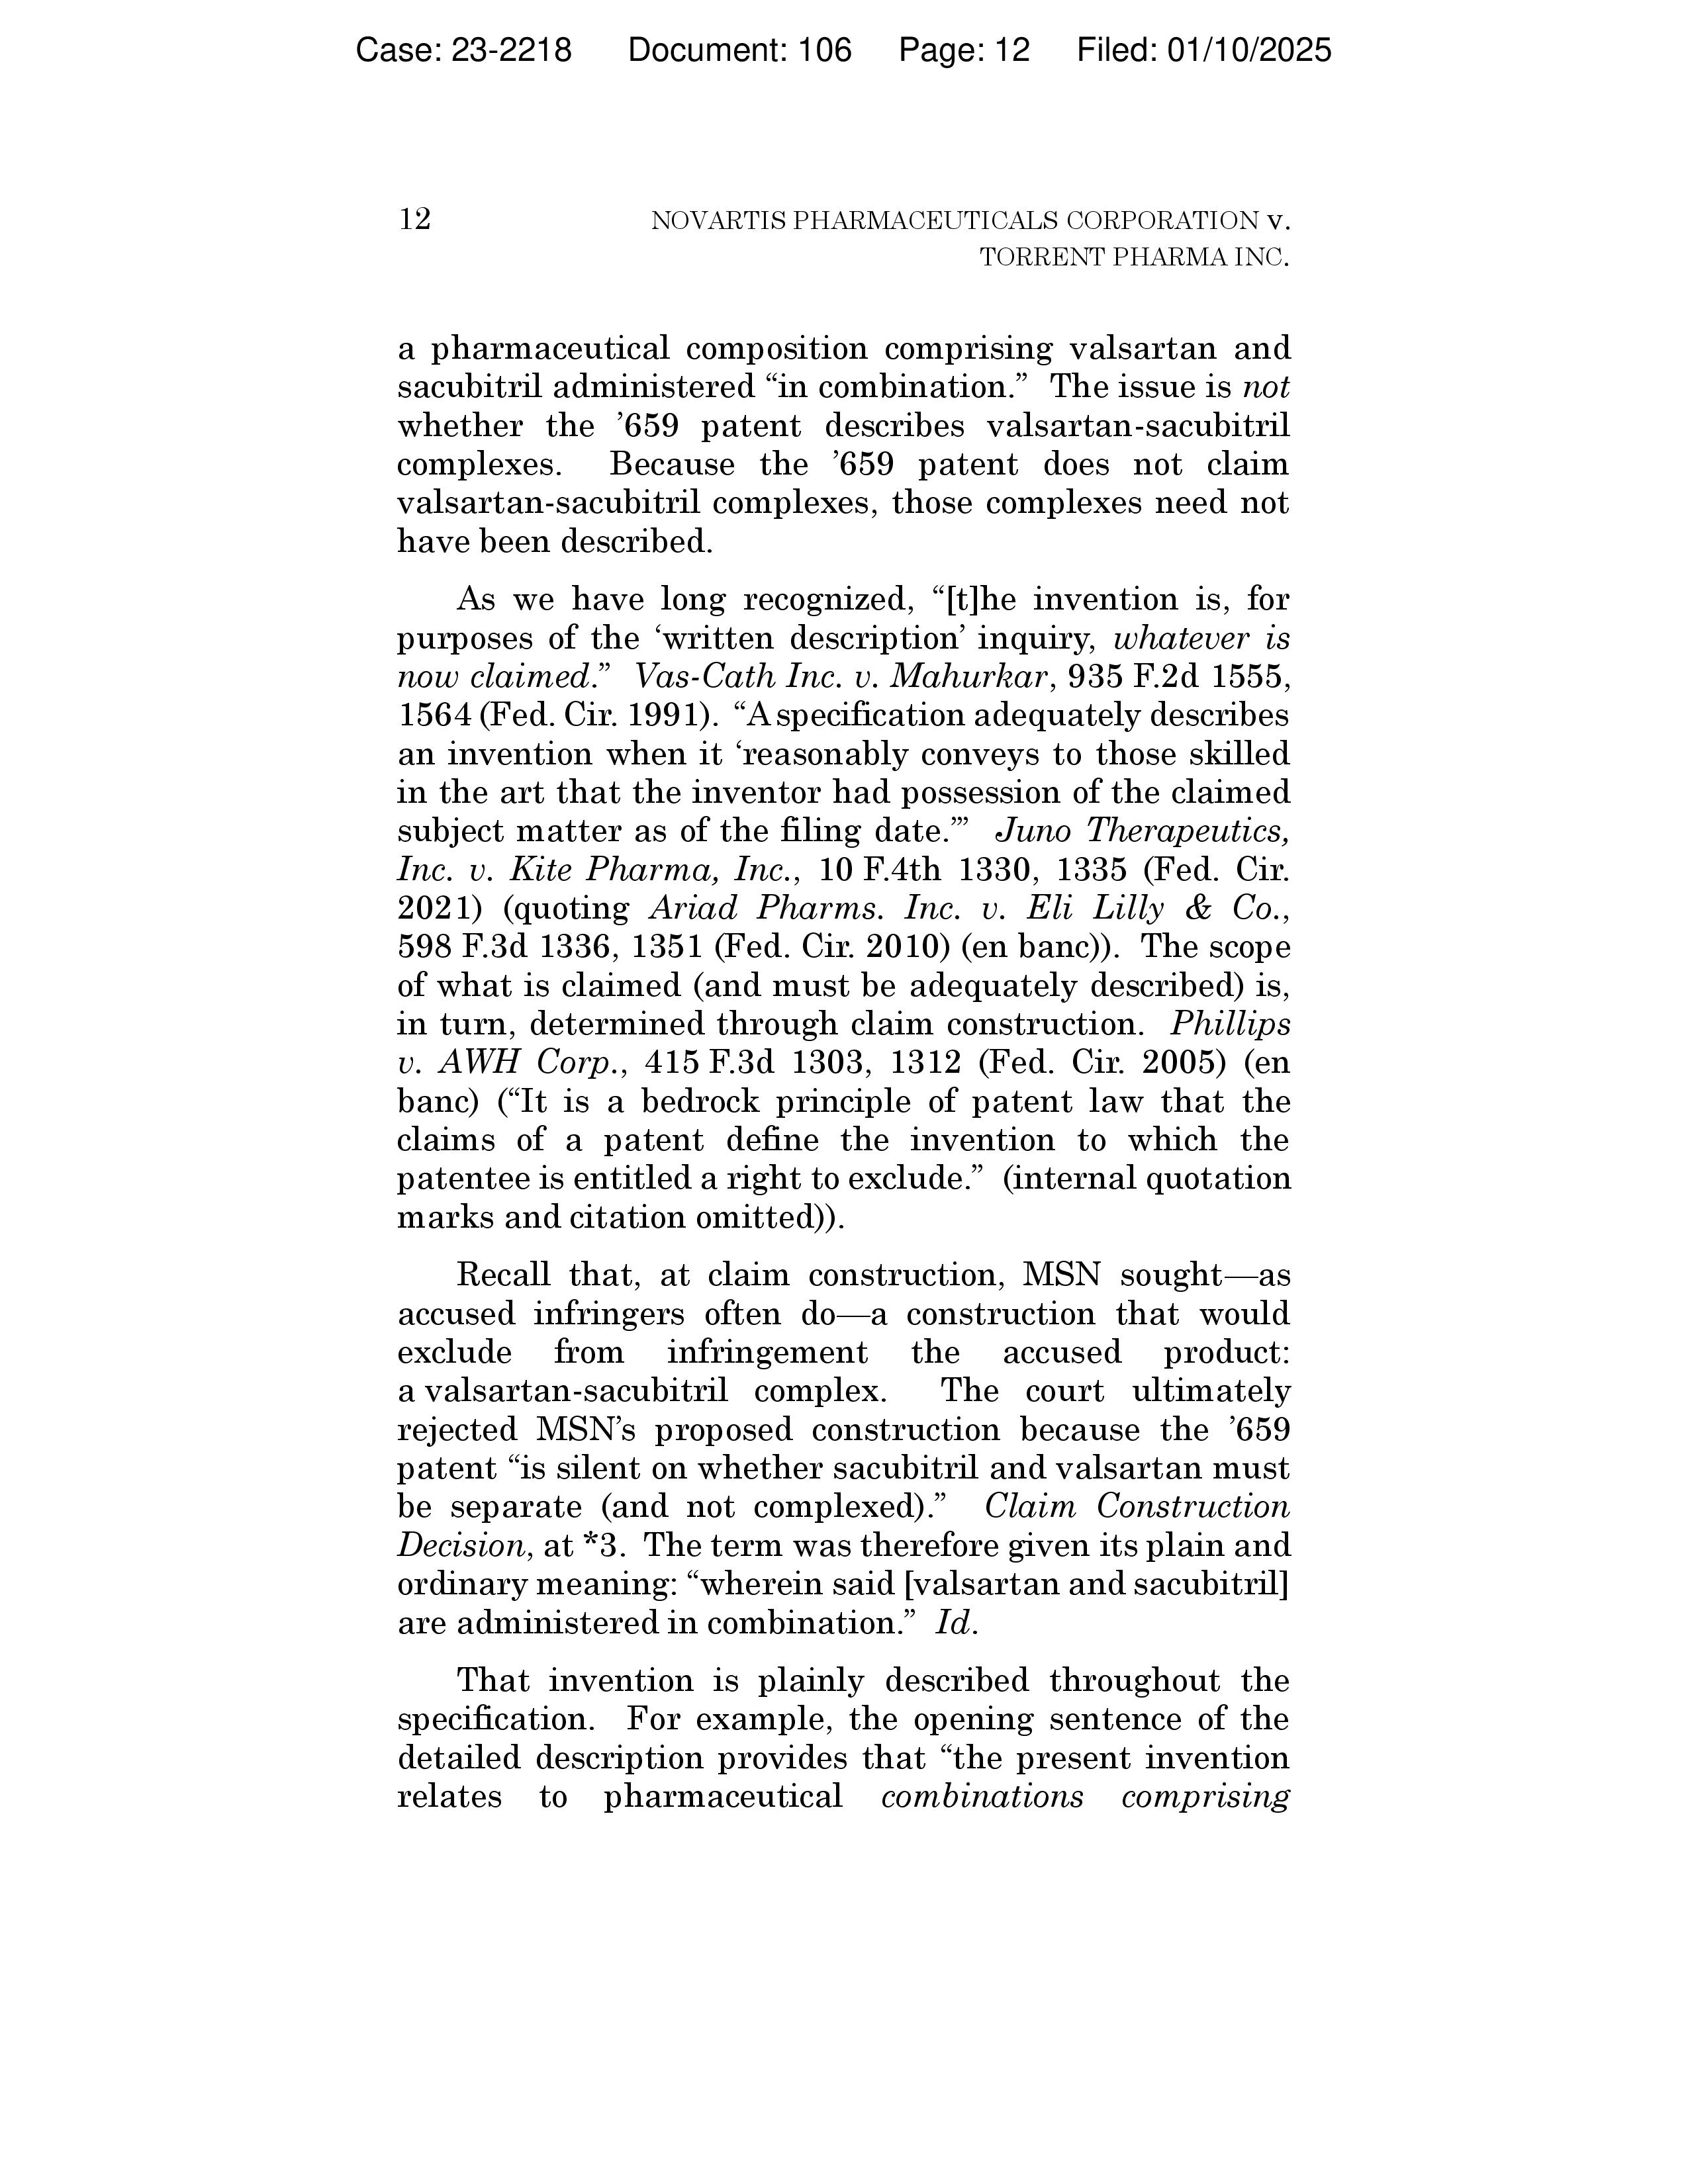 Case: 23-2218 Document: 106 Page: 12 Filed: 01/10/2025
12 NOVARTIS PHARMACEUTICALS CORPORATION v.
TORRENT PHARMA INC.
a pharmaceutical composition comprising valsartan and
sacubitril administered “in combination.” The issue is not
whether the ’659 patent describes valsartan-sacubitril
complexes. Because the ’659 patent does not claim
valsartan-sacubitril complexes, those complexes need not
have been described.
As we have long recognized, “[t]he invention is, for
purposes of the ‘written description’ inquiry, whatever is
now claimed.” Vas-Cath Inc. v. Mahurkar, 935 F.2d 1555,
1564 (Fed. Cir. 1991). “A specification adequately describes
an invention when it ‘reasonably conveys to those skilled
in the art that the inventor had possession of the claimed
subject matter as of the filing date.’” Juno Therapeutics,
Inc. v. Kite Pharma, Inc., 10 F.4th 1330, 1335 (Fed. Cir.
2021) (quoting Ariad Pharms. Inc. v. Eli Lilly & Co.,
598 F.3d 1336, 1351 (Fed. Cir. 2010) (en banc)). The scope
of what is claimed (and must be adequately described) is,
in turn, determined through claim construction. Phillips
v. AWH Corp., 415 F.3d 1303, 1312 (Fed. Cir. 2005) (en
banc) (“It is a bedrock principle of patent law that the
claims of a patent define the invention to which the
patentee is entitled a right to exclude.” (internal quotation
marks and citation omitted)).
Recall that, at claim construction, MSN sought—as
accused infringers often do—a construction that would
exclude from infringement the accused product:
a valsartan-sacubitril complex. The court ultimately
rejected MSN’s proposed construction because the ’659
patent “is silent on whether sacubitril and valsartan must
be separate (and not complexed).” Claim Construction
Decision, at *3. The term was therefore given its plain and
ordinary meaning: “wherein said [valsartan and sacubitril]
are administered in combination.” Id.
That invention is plainly described throughout the
specification. For example, the opening sentence of the
detailed description provides that “the present invention
relates to pharmaceutical combinations comprising